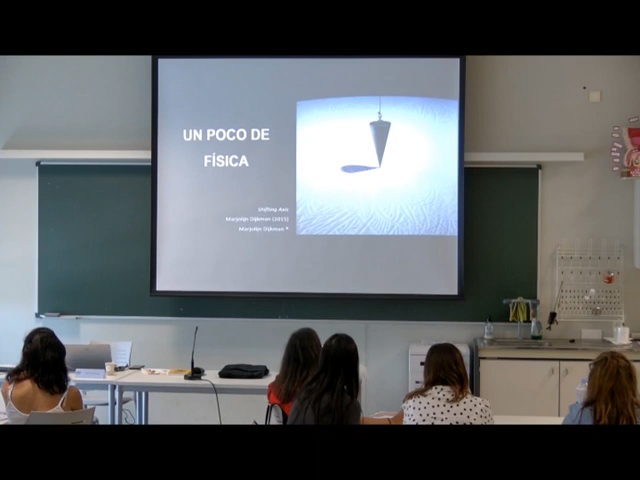 UN POCO DE
FÍSICA
Shifting Axis
Marjolijn Dijkman (2015)
Marjolijn Dijkman ©